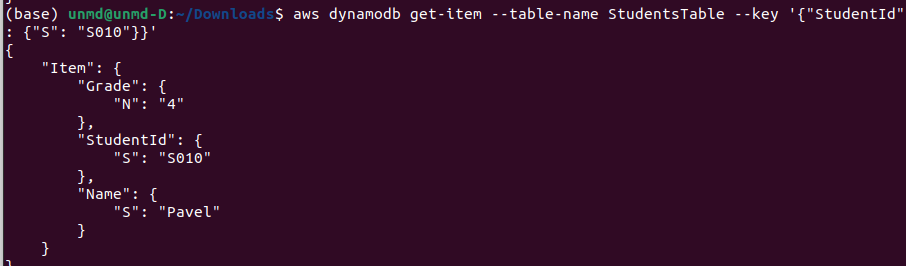 (base) unmd@unmd-D:~/Downloads$ aws dynamodb get-item --table-name StudentsTable --key '{"StudentId"
: {"S": "S010"}}'
{
    "Item": {
        "Grade": {
            "N": "4"
        },
        "StudentId": {
            "S": "S010"
        },
        "Name": {
            "S": "Pavel"
        }
    }
}